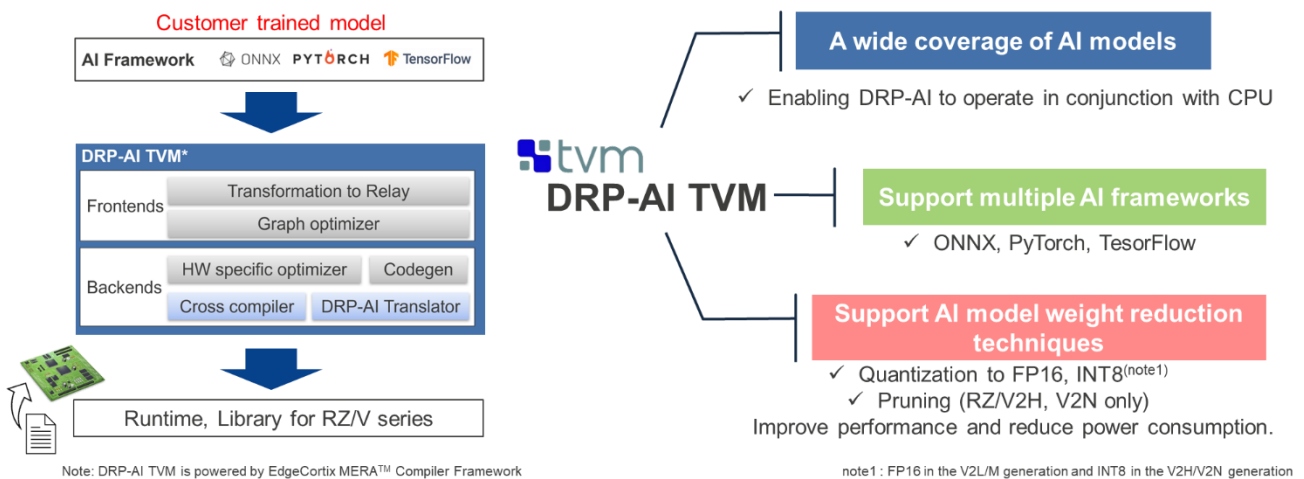 Customer trained model
AI Framework ONNX PYTORCH TensorFlow
DRP-AI TVM*
Frontends
Transformation to Relay
Graph optimizer
Backends
HW specific optimizer Codegen
Cross compiler DRP-AI Translator
Runtime, Library for RZ/V series
Note: DRP-AI TVM is powered by EdgeCortix MERA™ Compiler Framework
tvm
DRP-AI TVM
A wide coverage of AI models
✓ Enabling DRP-AI to operate in conjunction with CPU
Support multiple AI frameworks
✓ ONNX, PyTorch, TesorFlow
Support AI model weight reduction
techniques
✓ Quantization to FP16, INT8(note1)
✓ Pruning (RZ/V2H, V2N only)
Improve performance and reduce power consumption.
note1 : FP16 in the V2L/M generation and INT8 in the V2H/V2N generation